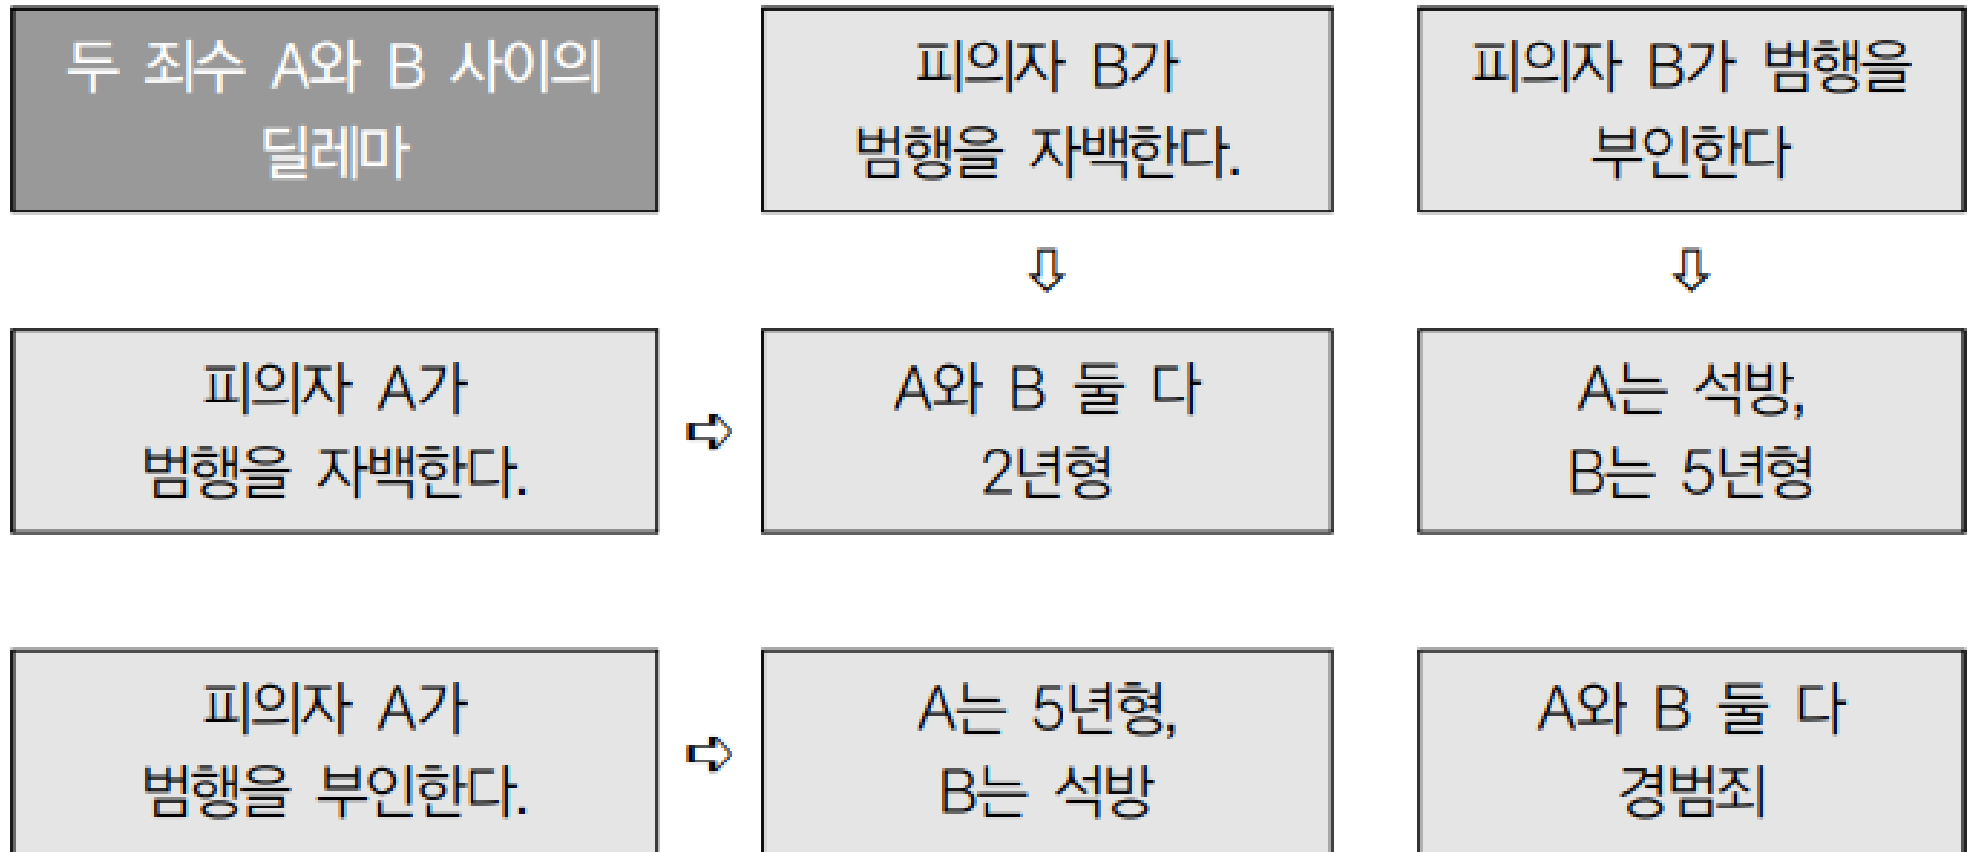 두 죄수 A와 B 사이의
딜레마
피의자 B가
범행을 자백한다.
피의자 B가 범행을
부인한다
피의자 A가
범행을 자백한다.
A와 B 둘 다
2년형
A는 석방,
B는 5년형
피의자 A가
범행을 부인한다.
A는 5년형,
B는 석방
A와 B 둘 다
경범죄